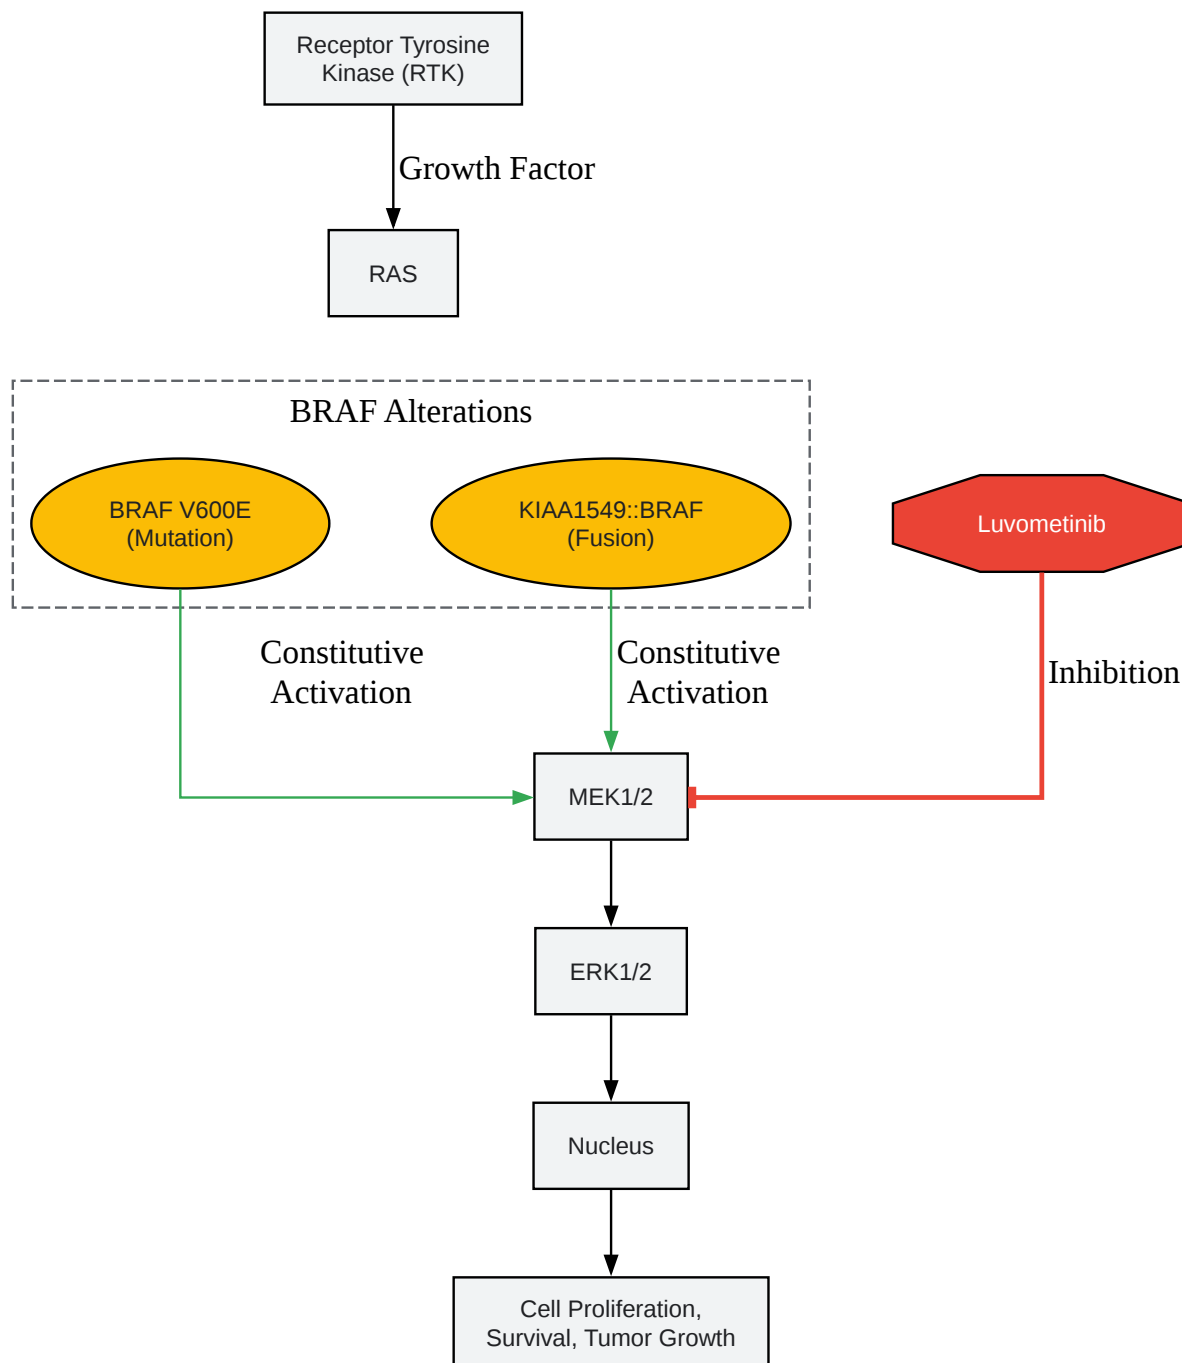 Receptor Tyrosine
Kinase (RTK)
Growth Factor
RAS
BRAF Alterations
BRAF V600E
(Mutation)
KIAA1549::BRAF
(Fusion)
Luvometinib
Constitutive
Activation
Constitutive
Activation
Inhibition
MEK1/2
ERK1/2
Nucleus
Cell Proliferation,
Survival, Tumor Growth